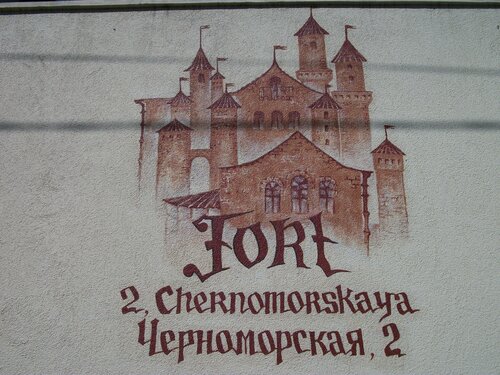 Fort
2, Chernomorskaya
Черноморская, 2